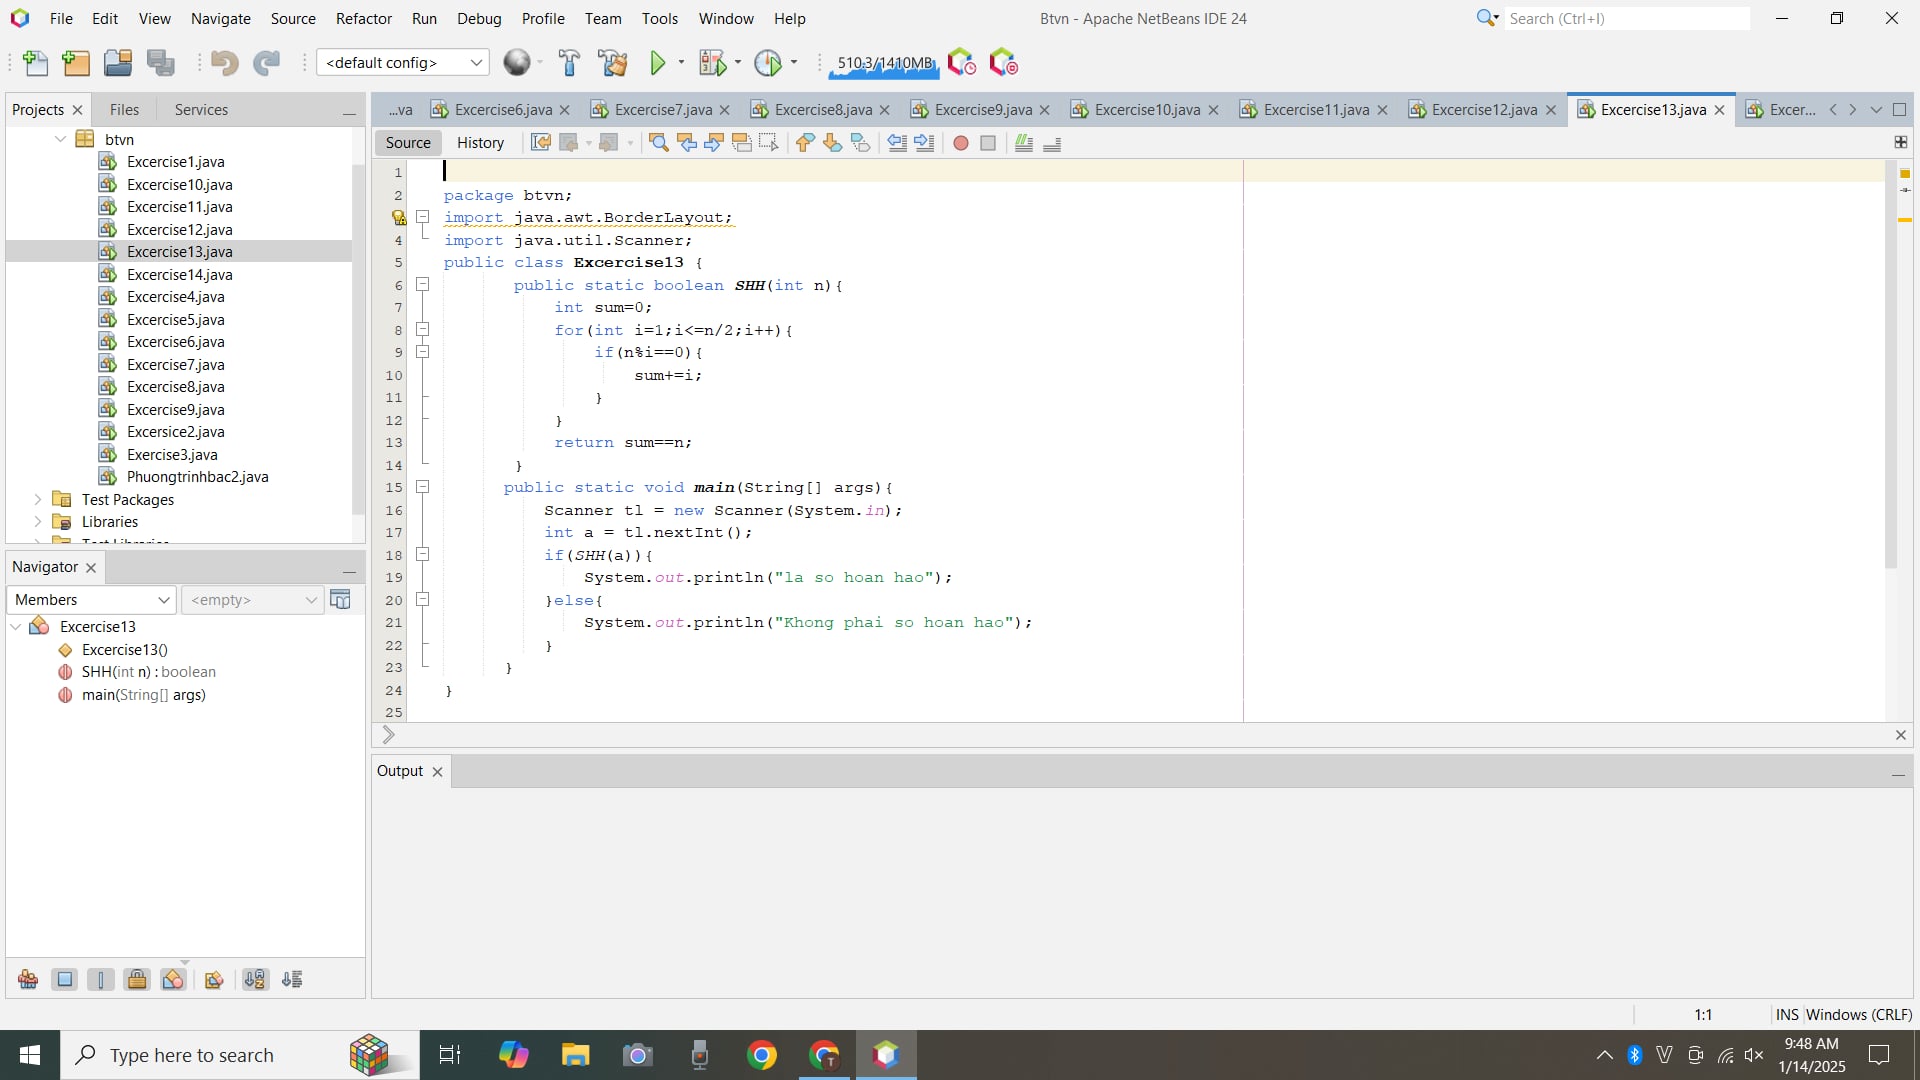 File Edit View Navigate Source Refactor Run Debug Profile Team Tools Window Help
Btvn - Apache NetBeans IDE 24
Search (Ctrl+I)
<default config>
510.3/1410MB
Projects Files Services
...va Excercise6.java Excercise7.java Excercise8.java Excercise9.java Excercise10.java Excercise11.java Excercise12.java Excercise13.java Excer...
Source History
btvn
Excercise1.java
Excercise10.java
Excercise11.java
Excercise12.java
Excercise13.java
Excercise14.java
Excercise4.java
Excercise5.java
Excercise6.java
Excercise7.java
Excercise8.java
Excercise9.java
Excersice2.java
Exercise3.java
Phuongtrinhbac2.java
Test Packages
Libraries
Test Libraries
Navigator
Members <empty>
Excercise13
Excercise13()
SHH(int n) : boolean
main(String[] args)
1
2 package btvn;
import java.awt.BorderLayout;
4 import java.util.Scanner;
5 public class Excercise13 {
6 public static boolean SHH(int n){
7 int sum=0;
8 for(int i=1;i<=n/2;i++){
9 if(n%i==0){
10 sum+=i;
11 }
12 }
13 return sum==n;
14 }
15 public static void main(String[] args){
16 Scanner tl = new Scanner(System.in);
17 int a = tl.nextInt();
18 if(SHH(a)){
19 System.out.println("la so hoan hao");
20 }else{
21 System.out.println("Khong phai so hoan hao");
22 }
23 }
24 }
25
Output
1:1 INS Windows (CRLF)
Type here to search
9:48 AM
1/14/2025